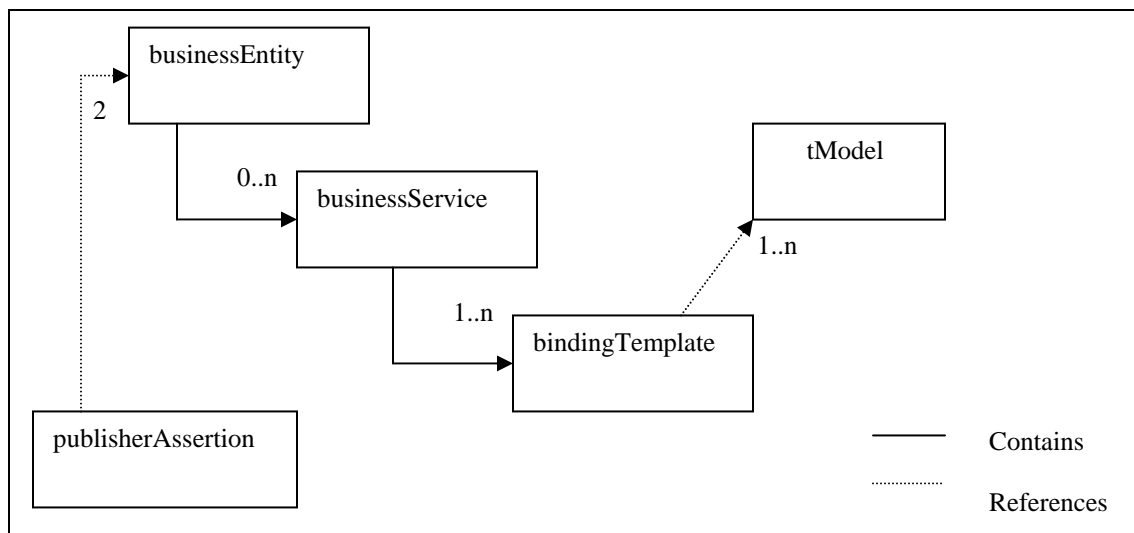 businessEntity
2
tModel
0..n
businessService
1..n
1..n
bindingTemplate
publisherAssertion
Contains
References